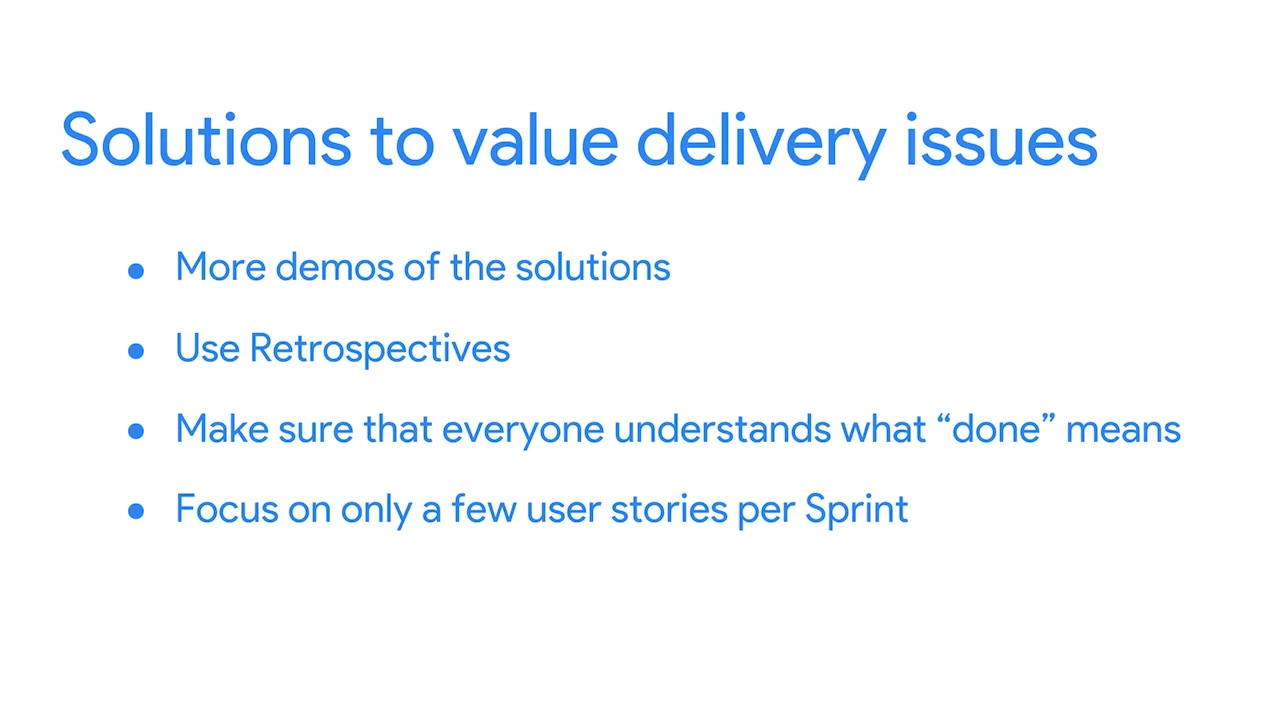 Solutions to value delivery issues
● More demos of the solutions
● Use Retrospectives
● Make sure that everyone understands what “done” means
● Focus on only a few user stories per Sprint